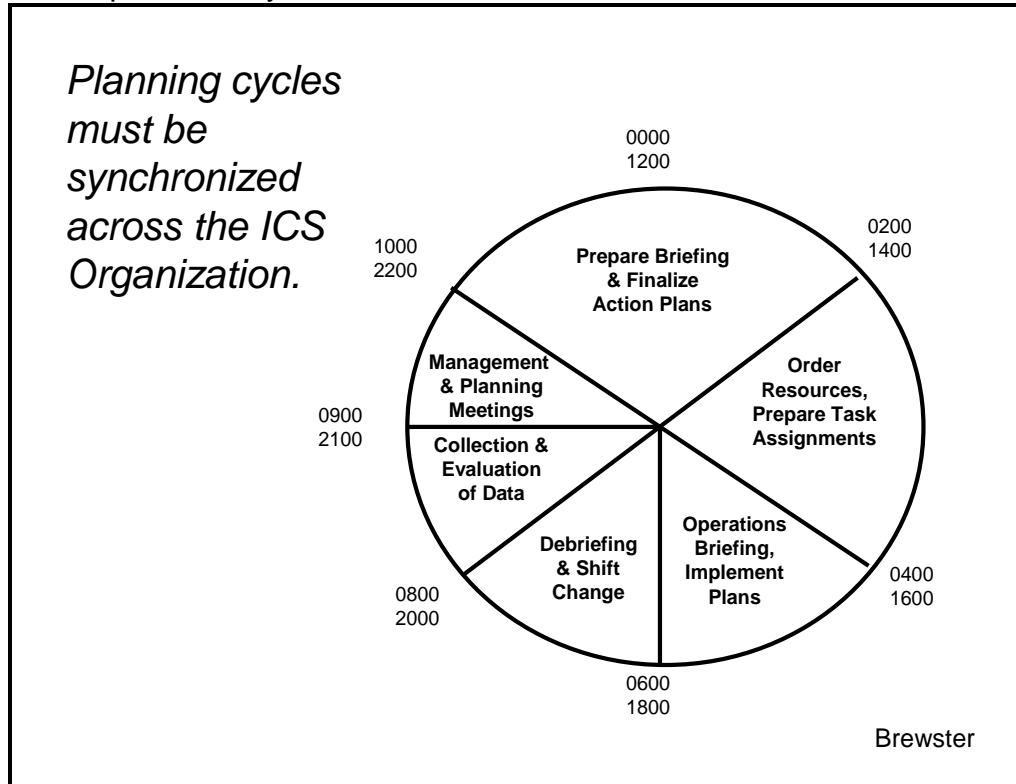 Planning cycles
must be
synchronized
across the ICS
Organization.
0000
1200
0200
1400
1000
2200
Prepare Briefing
& Finalize
Action Plans
Management
& Planning
Meetings
Order
Resources,
Prepare Task
Assignments
0900
2100
Collection &
Evaluation
of Data
Operations
Briefing,
Implement
Plans
Debriefing
& Shift
Change
0800
2000
0400
1600
0600
1800
Brewster